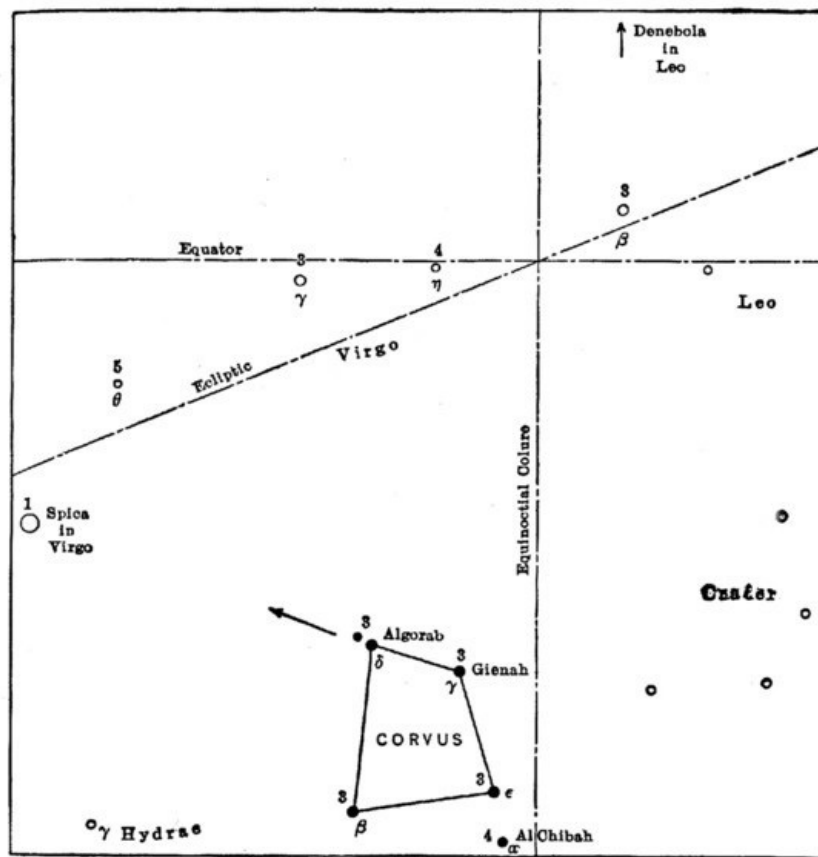 Denebola
in
Leo
3
β
Equator
3
γ
4
η
Leo
Virgo
Ecliptic
5
θ
1
Spica
in
Virgo
Equinoctial Colure
3
Algorab
δ
3
Gienah
γ
CORVUS
3
β
3
ε
4
Al Chibah
α
γ Hydrae